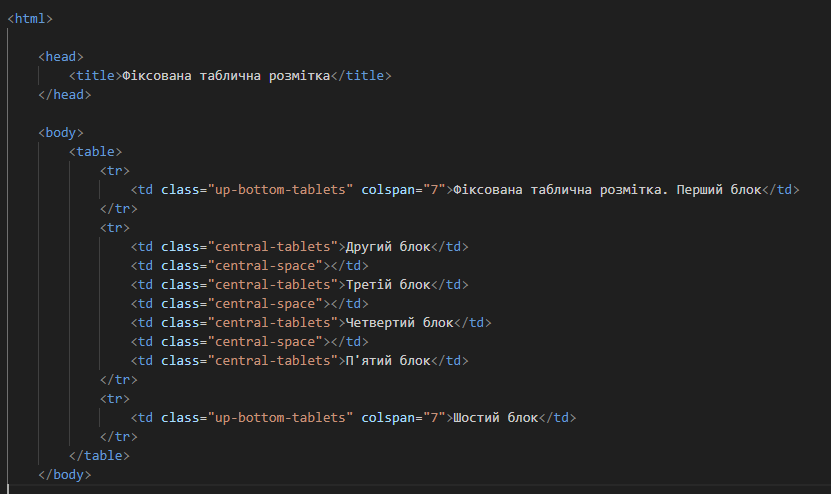 <html>
<head>
<title>Фіксована таблична розмітка</title>
</head>
<body>
<table>
<tr>
<td class="up-bottom-tablets" colspan="7">Фіксована таблична розмітка. Перший блок</td>
</tr>
<tr>
<td class="central-tablets">Другий блок</td>
<td class="central-space"></td>
<td class="central-tablets">Третій блок</td>
<td class="central-space"></td>
<td class="central-tablets">Четвертий блок</td>
<td class="central-space"></td>
<td class="central-tablets">П'ятий блок</td>
</tr>
<tr>
<td class="up-bottom-tablets" colspan="7">Шостий блок</td>
</tr>
</table>
</body>